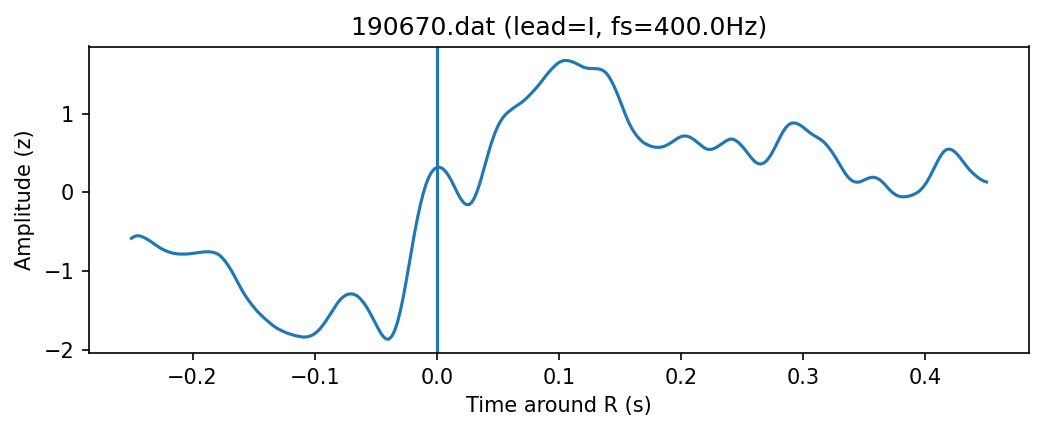 190670.dat (lead=I, fs=400.0Hz)
Amplitude (z)
1
0
−1
−2
−0.2 −0.1 0.0 0.1 0.2 0.3 0.4
Time around R (s)